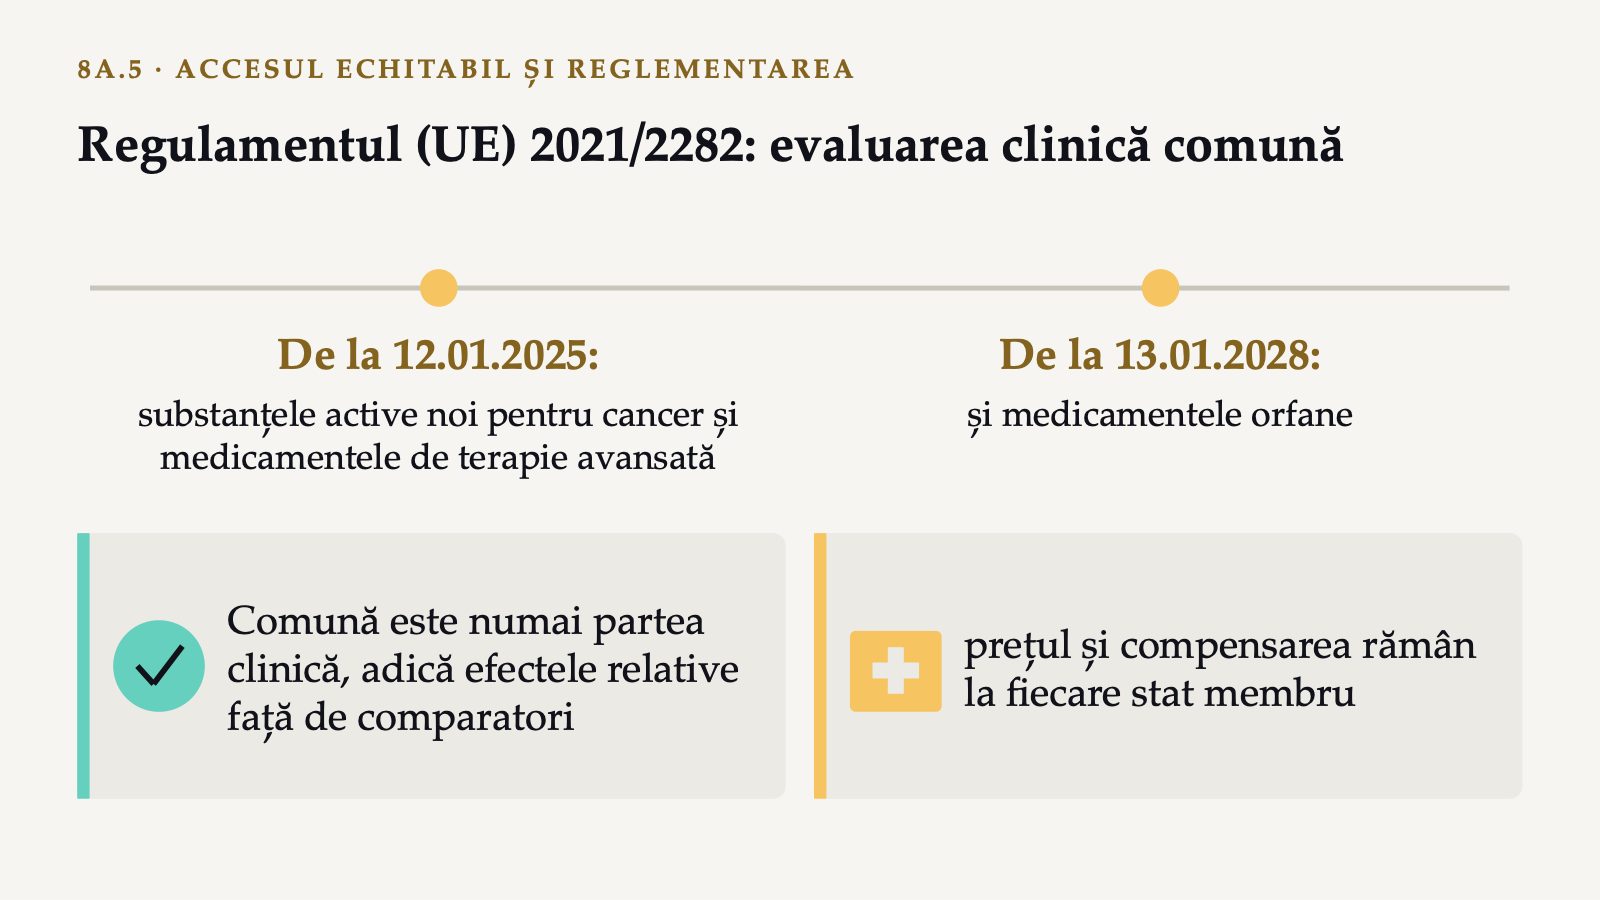 8A.5 · ACCESUL ECHITABIL ȘI REGLEMENTAREA
Regulamentul (UE) 2021/2282: evaluarea clinică comună
De la 12.01.2025:
substanțele active noi pentru cancer și
medicamentele de terapie avansată
De la 13.01.2028:
și medicamentele orfane
Comună este numai partea
clinică, adică efectele relative
față de comparatori
prețul și compensarea rămân
la fiecare stat membru